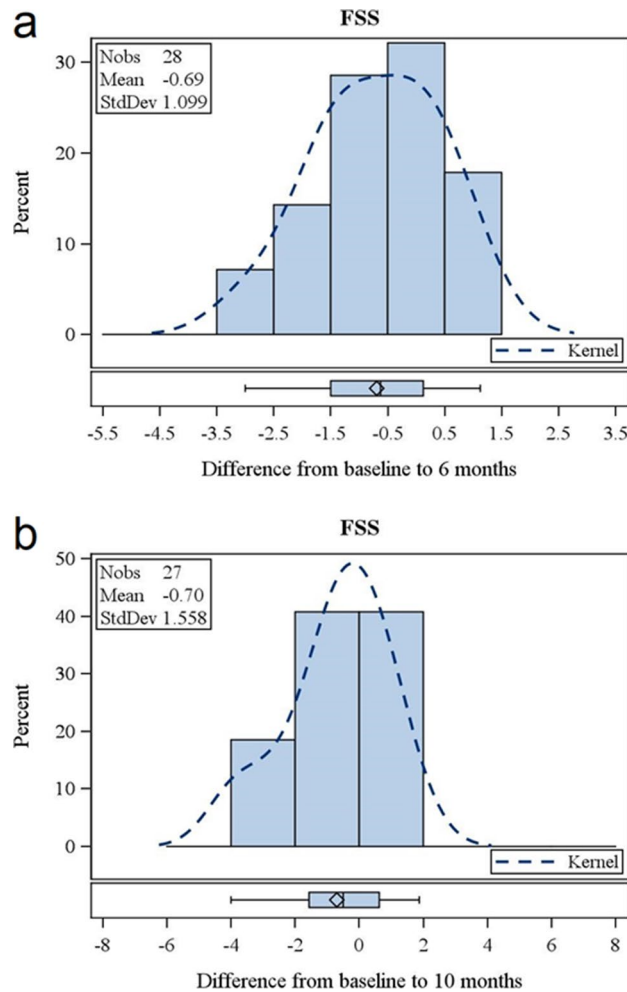 a
FSS
30
20
10
0
Percent
Nobs 28
Mean -0.69
StdDev 1.099
Kernel
-5.5 -4.5 -3.5 -2.5 -1.5 -0.5 0.5 1.5 2.5 3.5
Difference from baseline to 6 months
b
FSS
50
40
30
20
10
0
Percent
Nobs 27
Mean -0.70
StdDev 1.558
Kernel
-8 -6 -4 -2 0 2 4 6 8
Difference from baseline to 10 months